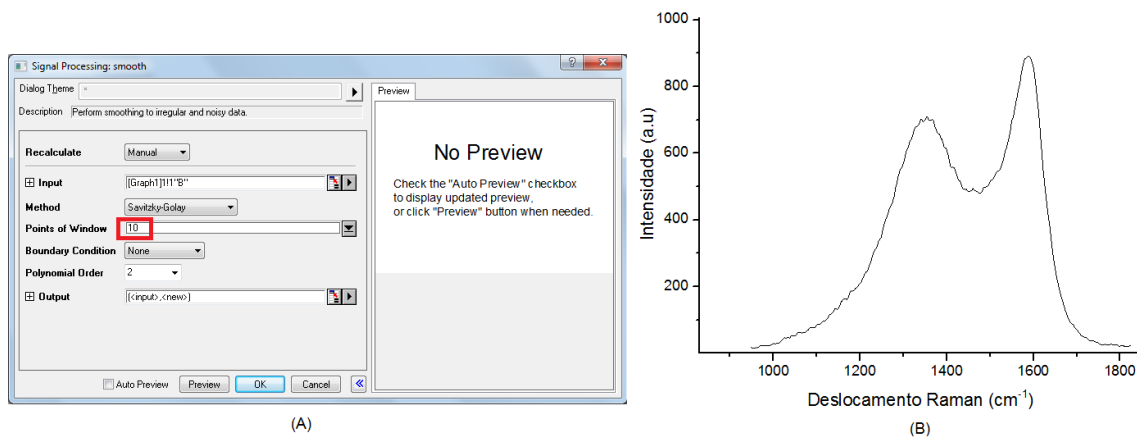 Signal Processing: smooth
Dialog Theme *
Description Perform smoothing to irregular and noisy data.
Recalculate Manual
Input [Graph1]1!1"B"
Method Savitzky-Golay
Points of Window 10
Boundary Condition None
Polynomial Order 2
Output (<input>,<new>)
Auto Preview Preview OK Cancel
Preview
No Preview
Check the "Auto Preview" checkbox
to display updated preview,
or click "Preview" button when needed.
(A)
1000
800
600
400
200
Intensidade (a.u)
1000 1200 1400 1600 1800
Deslocamento Raman (cm⁻¹)
(B)